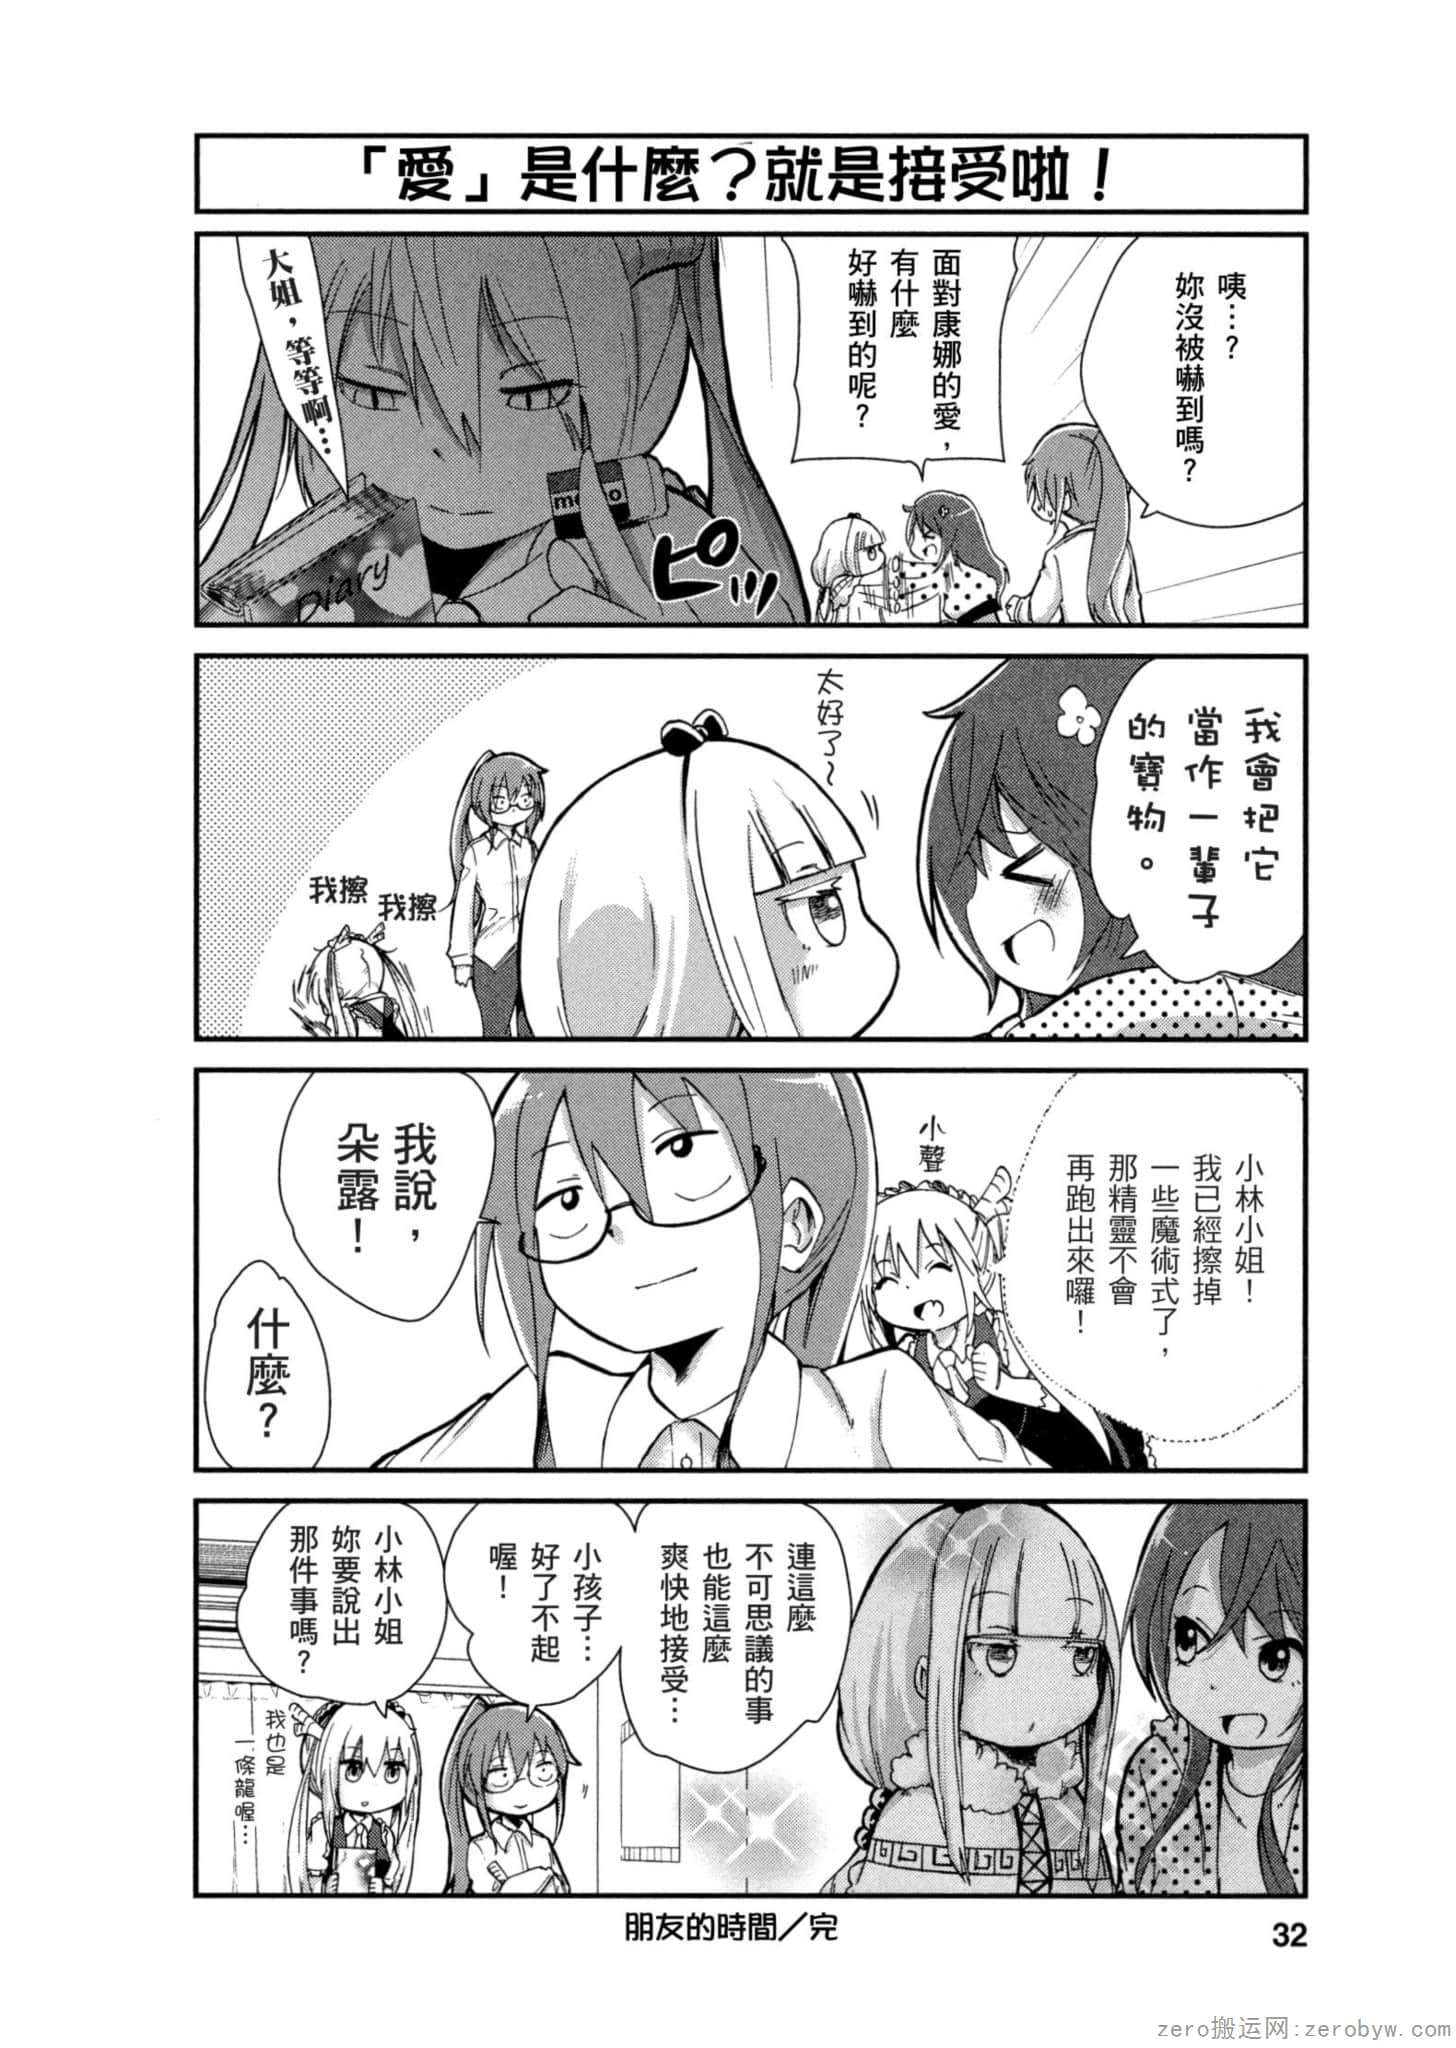 「愛」是什麼？就是接受啦！
咦…？
妳沒被嚇到嗎？
面對康娜的愛，
有什麼
好嚇到的呢？
大姐，等等啊…
memo
Diary
ピッ
我會把它
當作一輩子
的寶物。
太好了～
我擦
我擦
小林小姐！
我已經擦掉
一些魔術式了，
那精靈不會
再跑出來囉！
小聲
我說，
朵露！
什麼？
連這麼
不可思議的事
也能這麼
爽快地接受…
小孩子…
好了不起
喔！
小林小姐
妳要說出
那件事嗎？
我也是
一條龍喔…
朋友的時間／完
32
zero搬运网:zerobyw.com